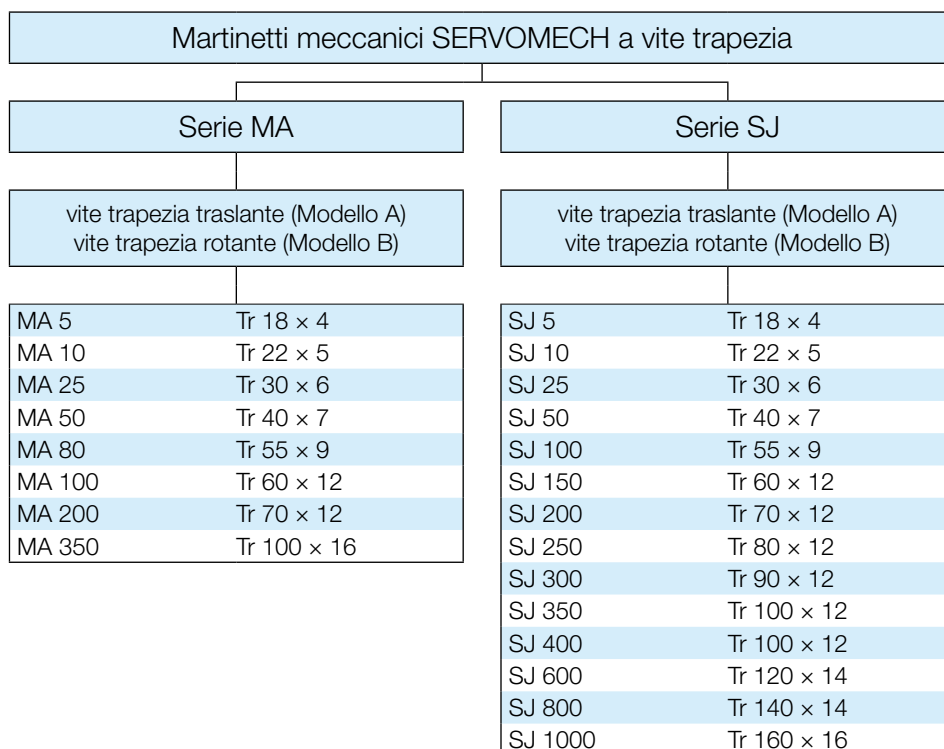 Martinetti meccanici SERVOMECH a vite trapezia
Serie MA
vite trapezia traslante (Modello A)
vite trapezia rotante (Modello B)
MA 5 Tr 18 × 4
MA 10 Tr 22 × 5
MA 25 Tr 30 × 6
MA 50 Tr 40 × 7
MA 80 Tr 55 × 9
MA 100 Tr 60 × 12
MA 200 Tr 70 × 12
MA 350 Tr 100 × 16
Serie SJ
vite trapezia traslante (Modello A)
vite trapezia rotante (Modello B)
SJ 5 Tr 18 × 4
SJ 10 Tr 22 × 5
SJ 25 Tr 30 × 6
SJ 50 Tr 40 × 7
SJ 100 Tr 55 × 9
SJ 150 Tr 60 × 12
SJ 200 Tr 70 × 12
SJ 250 Tr 80 × 12
SJ 300 Tr 90 × 12
SJ 350 Tr 100 × 12
SJ 400 Tr 100 × 12
SJ 600 Tr 120 × 14
SJ 800 Tr 140 × 14
SJ 1000 Tr 160 × 16